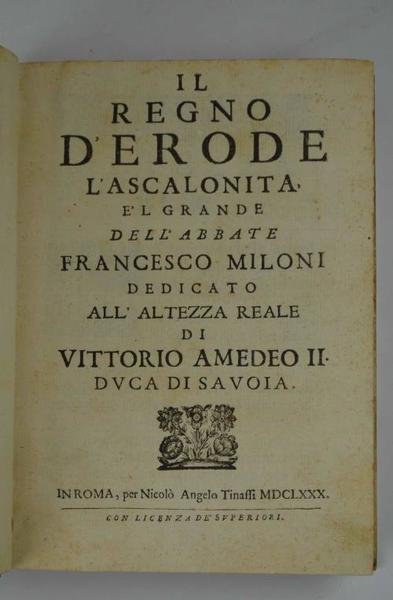 IL
REGNO
D'ERODE
L'ASCALONITA,
E'L GRANDE
DELL'ABBATE
FRANCESCO MILONI
DEDICATO
ALL' ALTEZZA REALE
DI
VITTORIO AMEDEO II.
DVCA DI SAVOIA.
IN ROMA, per Nicolò Angelo Tinassi MDCLXXX.
CON LICENZA DE' SVPERIORI.